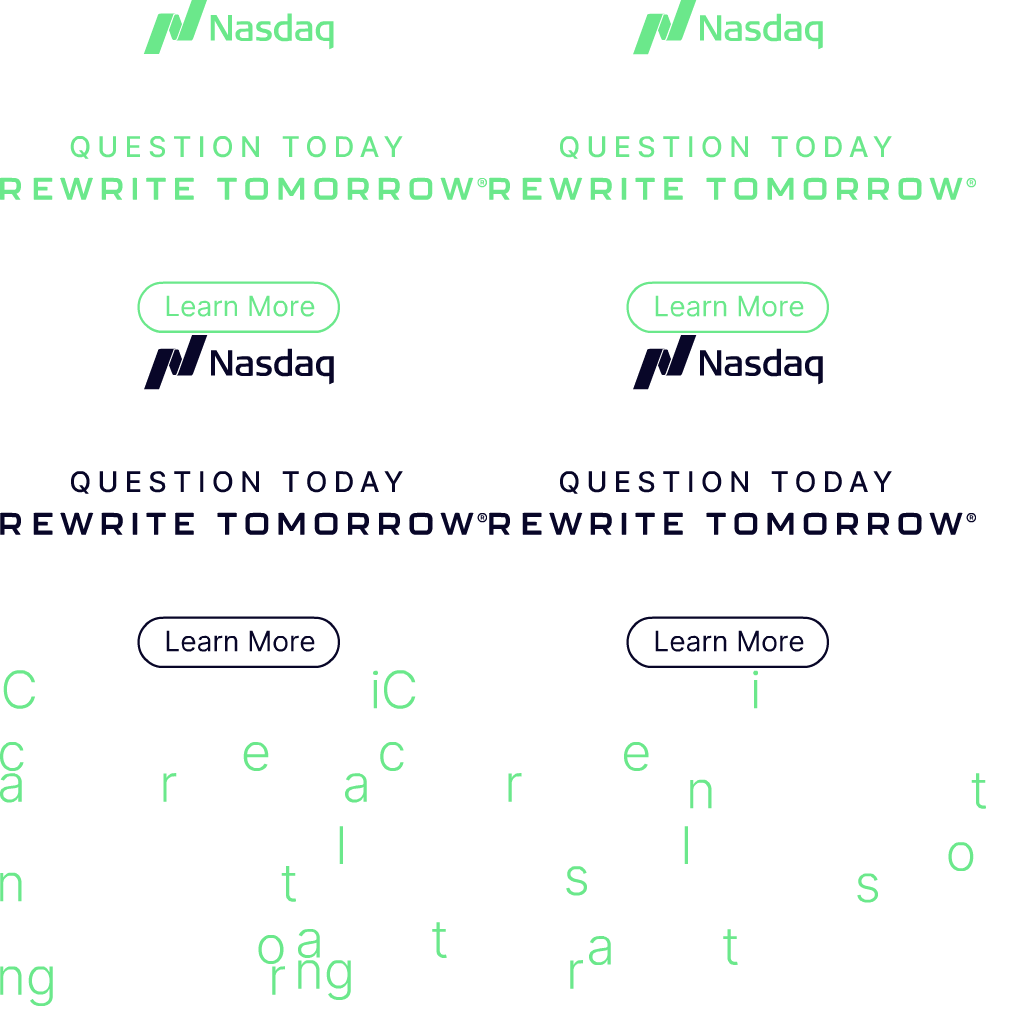 Nasdaq Nasdaq
QUESTION TODAY QUESTION TODAY
REWRITE TOMORROW® REWRITE TOMORROW®
Learn More Learn More
Nasdaq Nasdaq
QUESTION TODAY QUESTION TODAY
REWRITE TOMORROW® REWRITE TOMORROW®
Learn More Learn More
C iC i
c e c e
a r a r n t
l l o
n t s s
o a t r a t
ng r ng